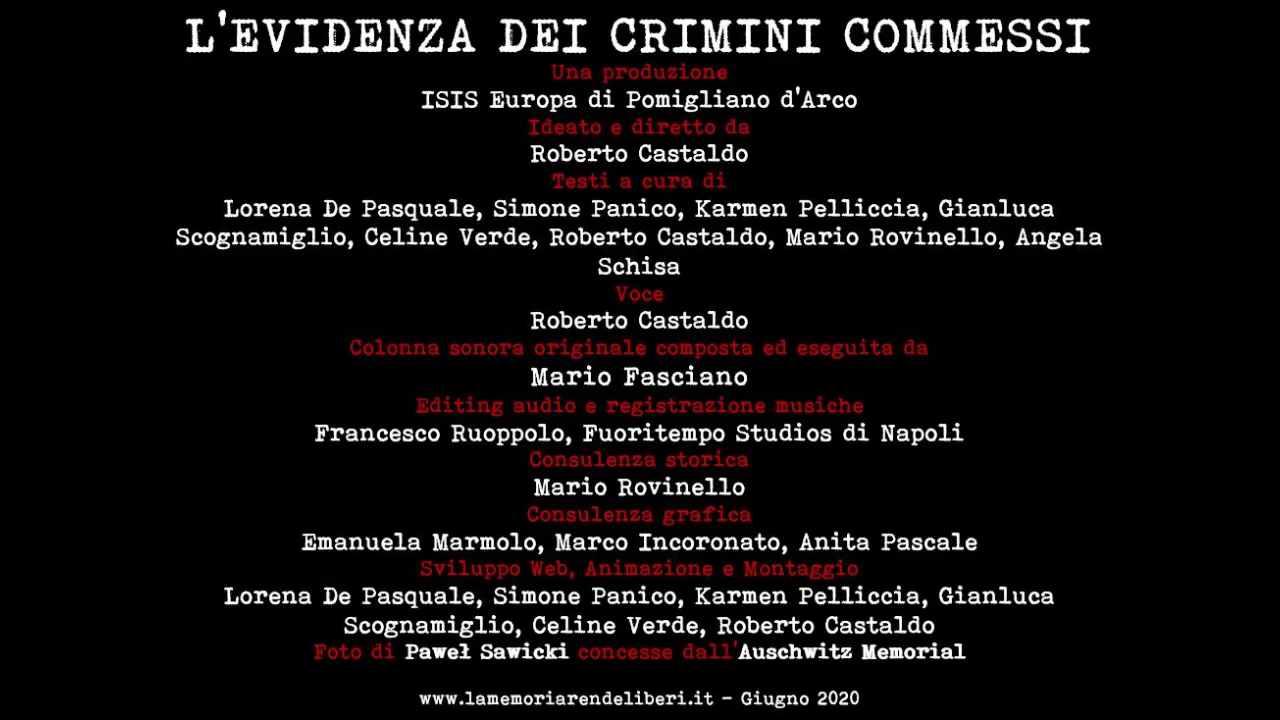 L'EVIDENZA DEI CRIMINI COMMESSI
Una produzione
ISIS Europa di Pomigliano d'Arco
Ideato e diretto da
Roberto Castaldo
Testi a cura di
Lorena De Pasquale, Simone Panico, Karmen Pelliccia, Gianluca
Scognamiglio, Celine Verde, Roberto Castaldo, Mario Rovinello, Angela
Schisa
Voce
Roberto Castaldo
Colonna sonora originale composta ed eseguita da
Mario Fasciano
Editing audio e registrazione musiche
Francesco Ruoppolo, Fuoritempo Studios di Napoli
Consulenza storica
Mario Rovinello
Consulenza grafica
Emanuela Marmolo, Marco Incoronato, Anita Pascale
Sviluppo Web, Animazione e Montaggio
Lorena De Pasquale, Simone Panico, Karmen Pelliccia, Gianluca
Scognamiglio, Celine Verde, Roberto Castaldo
Foto di Paweł Sawicki concesse dall'Auschwitz Memorial
www.lamemoriarendeliberi.it - Giugno 2020